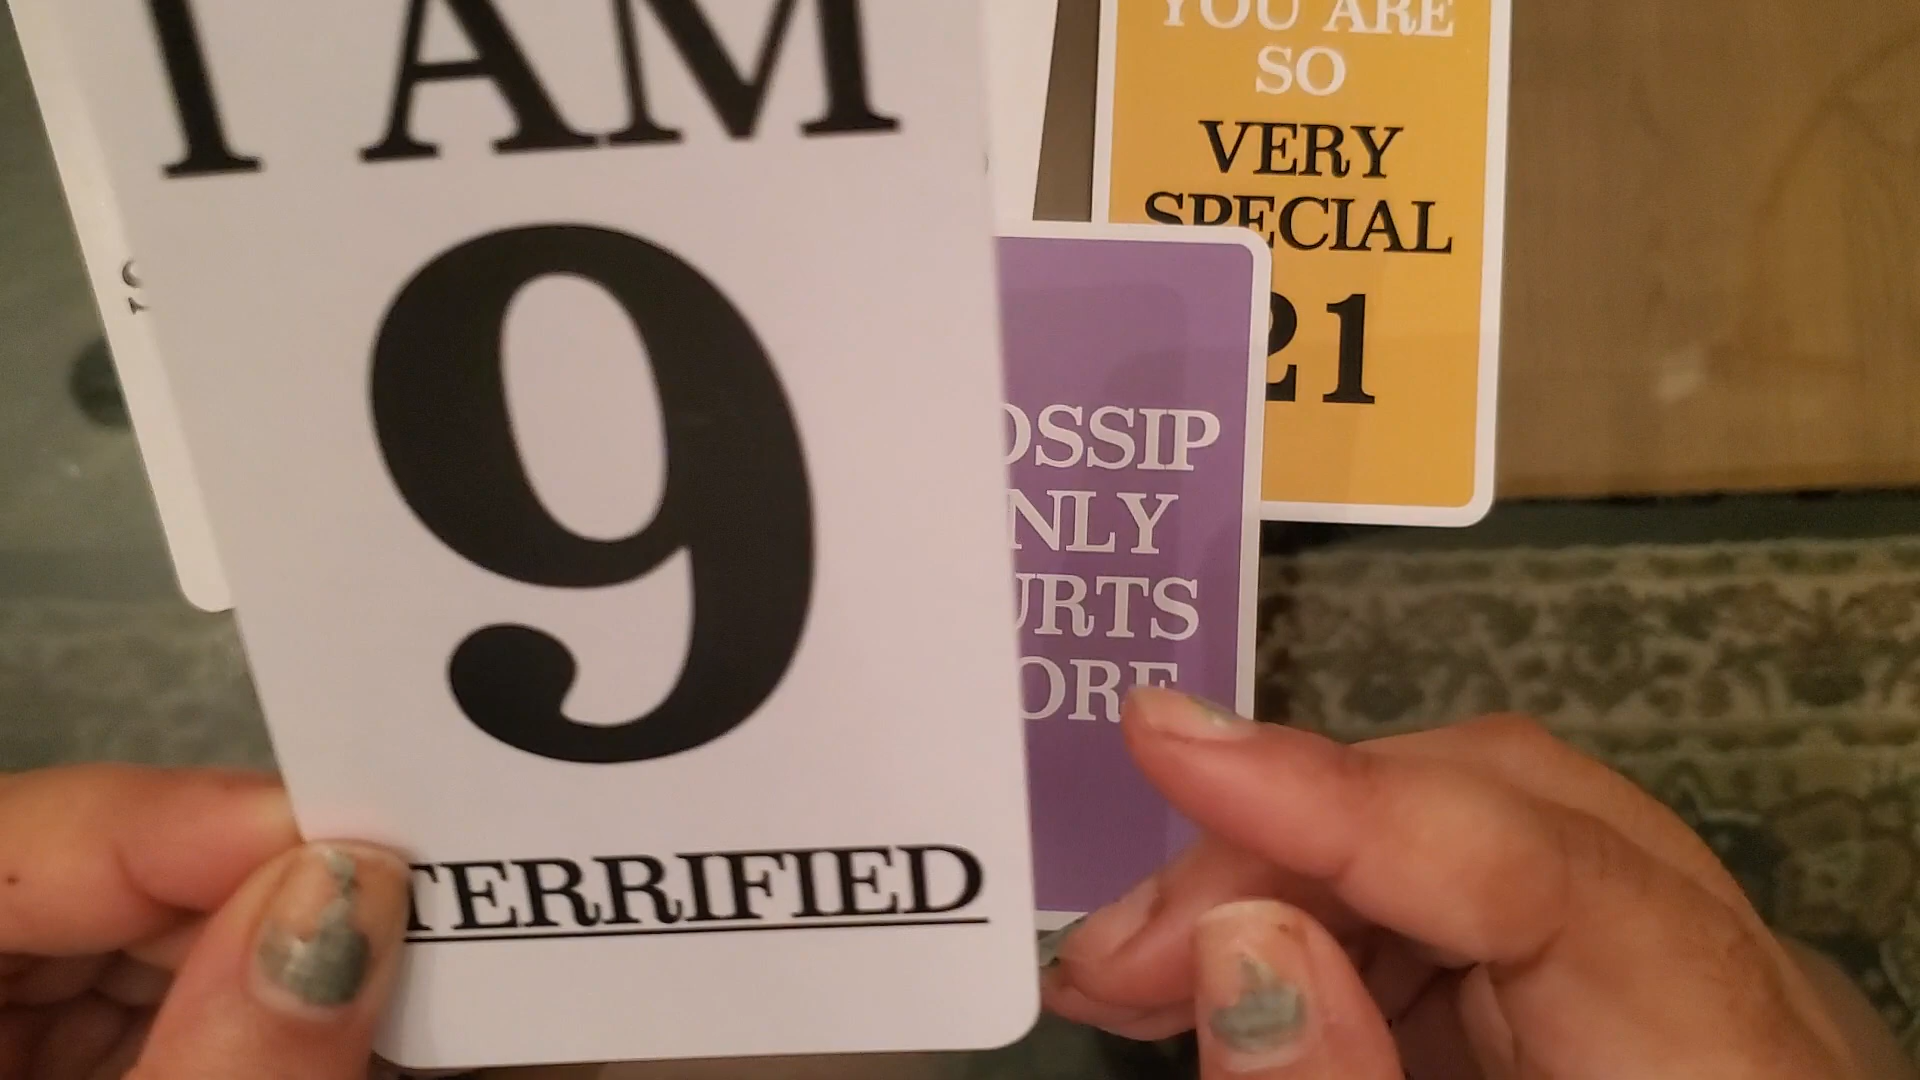 I AM
9
TERRIFIED
YOU ARE
SO
VERY
SPECIAL
21
OSSIP
NLY
URTS
ORE